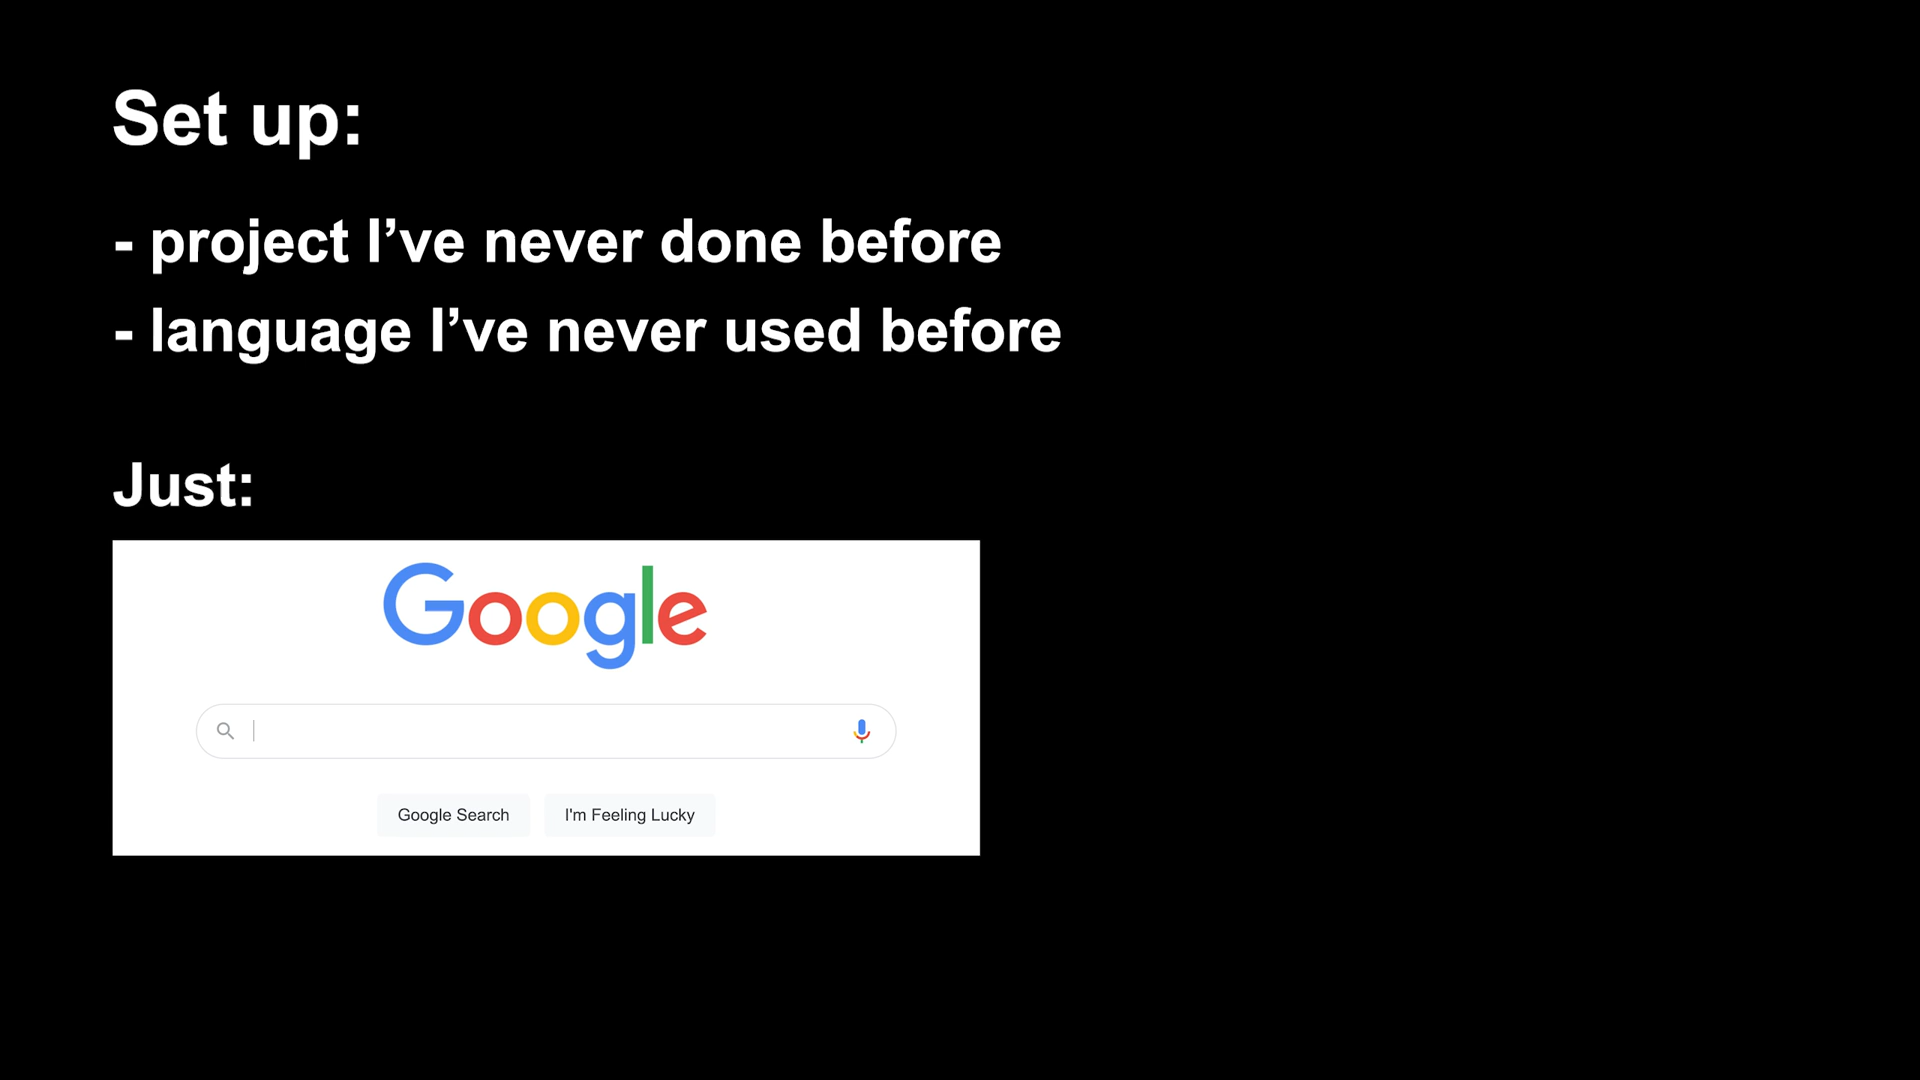 Set up:
- project I’ve never done before
- language I’ve never used before
Just:
Google
Google Search
I'm Feeling Lucky